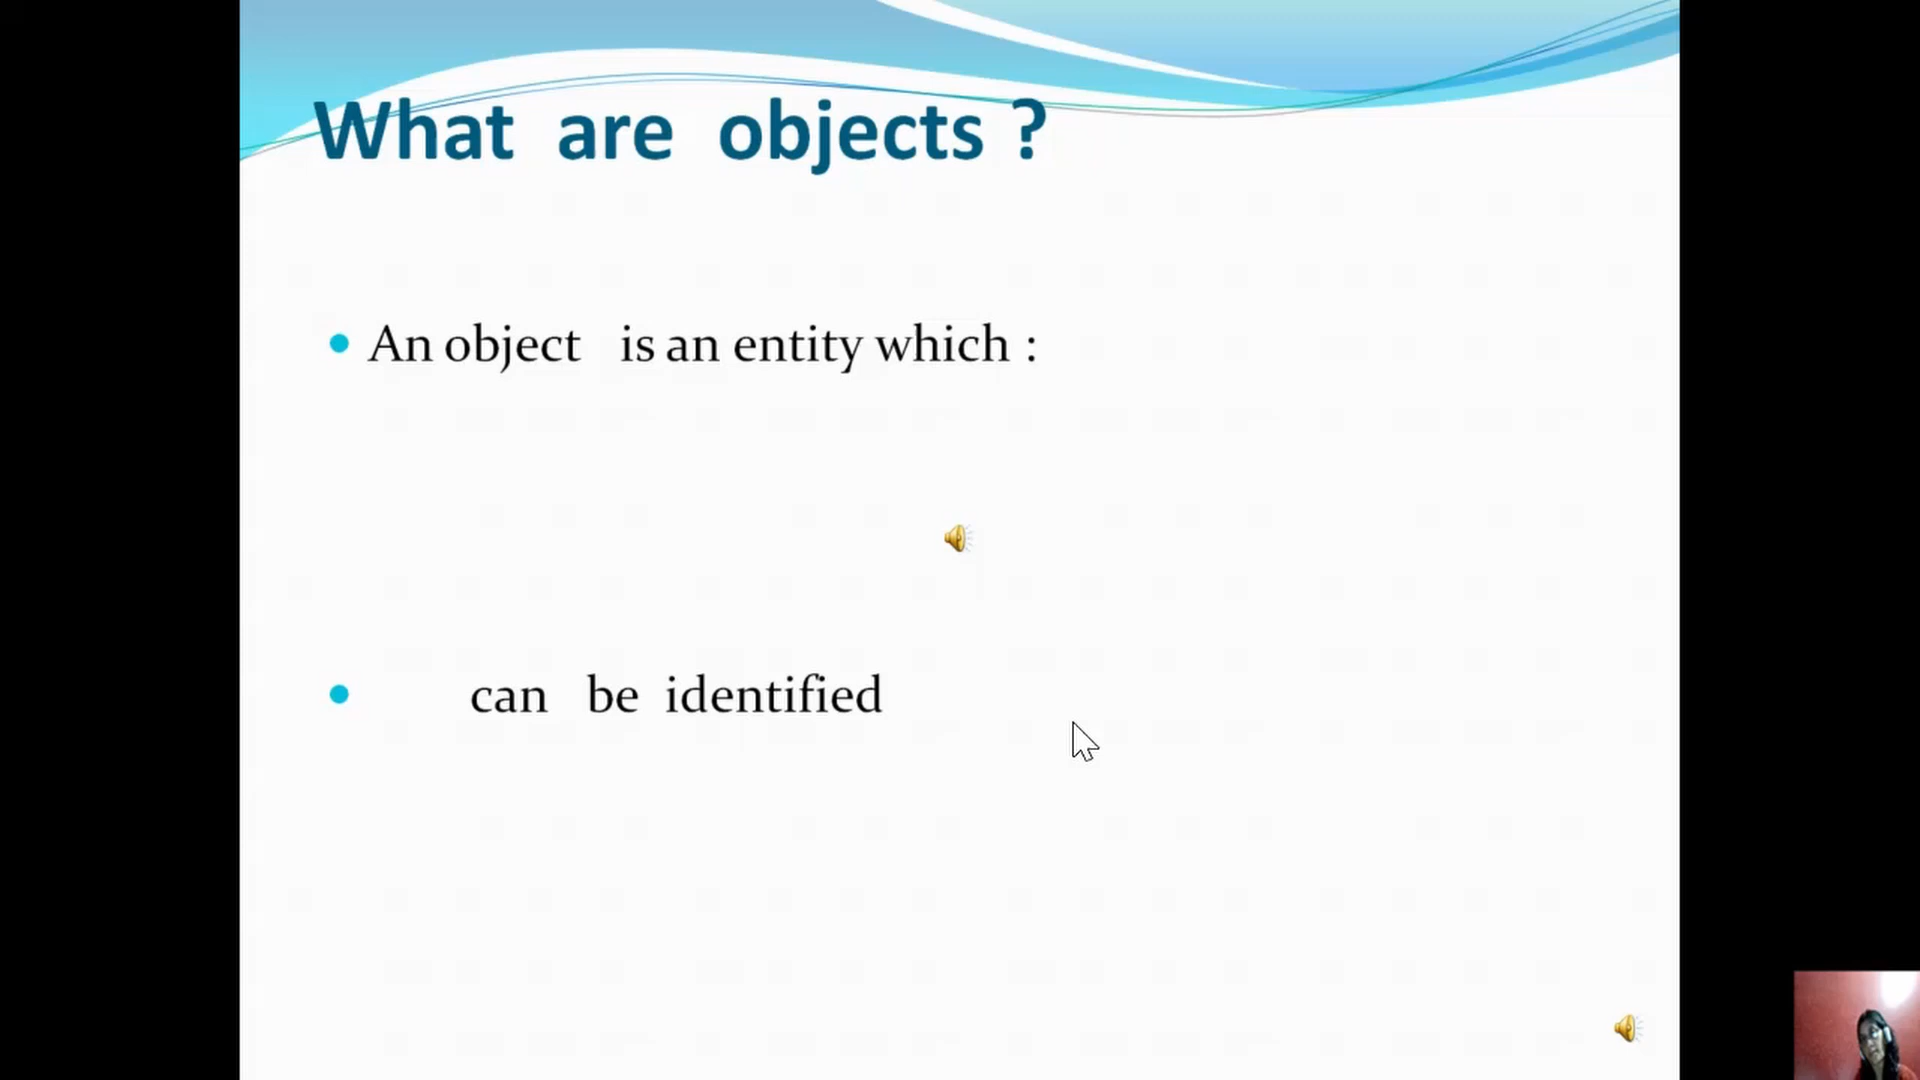 What are objects ?
An object is an entity which :
can be identified